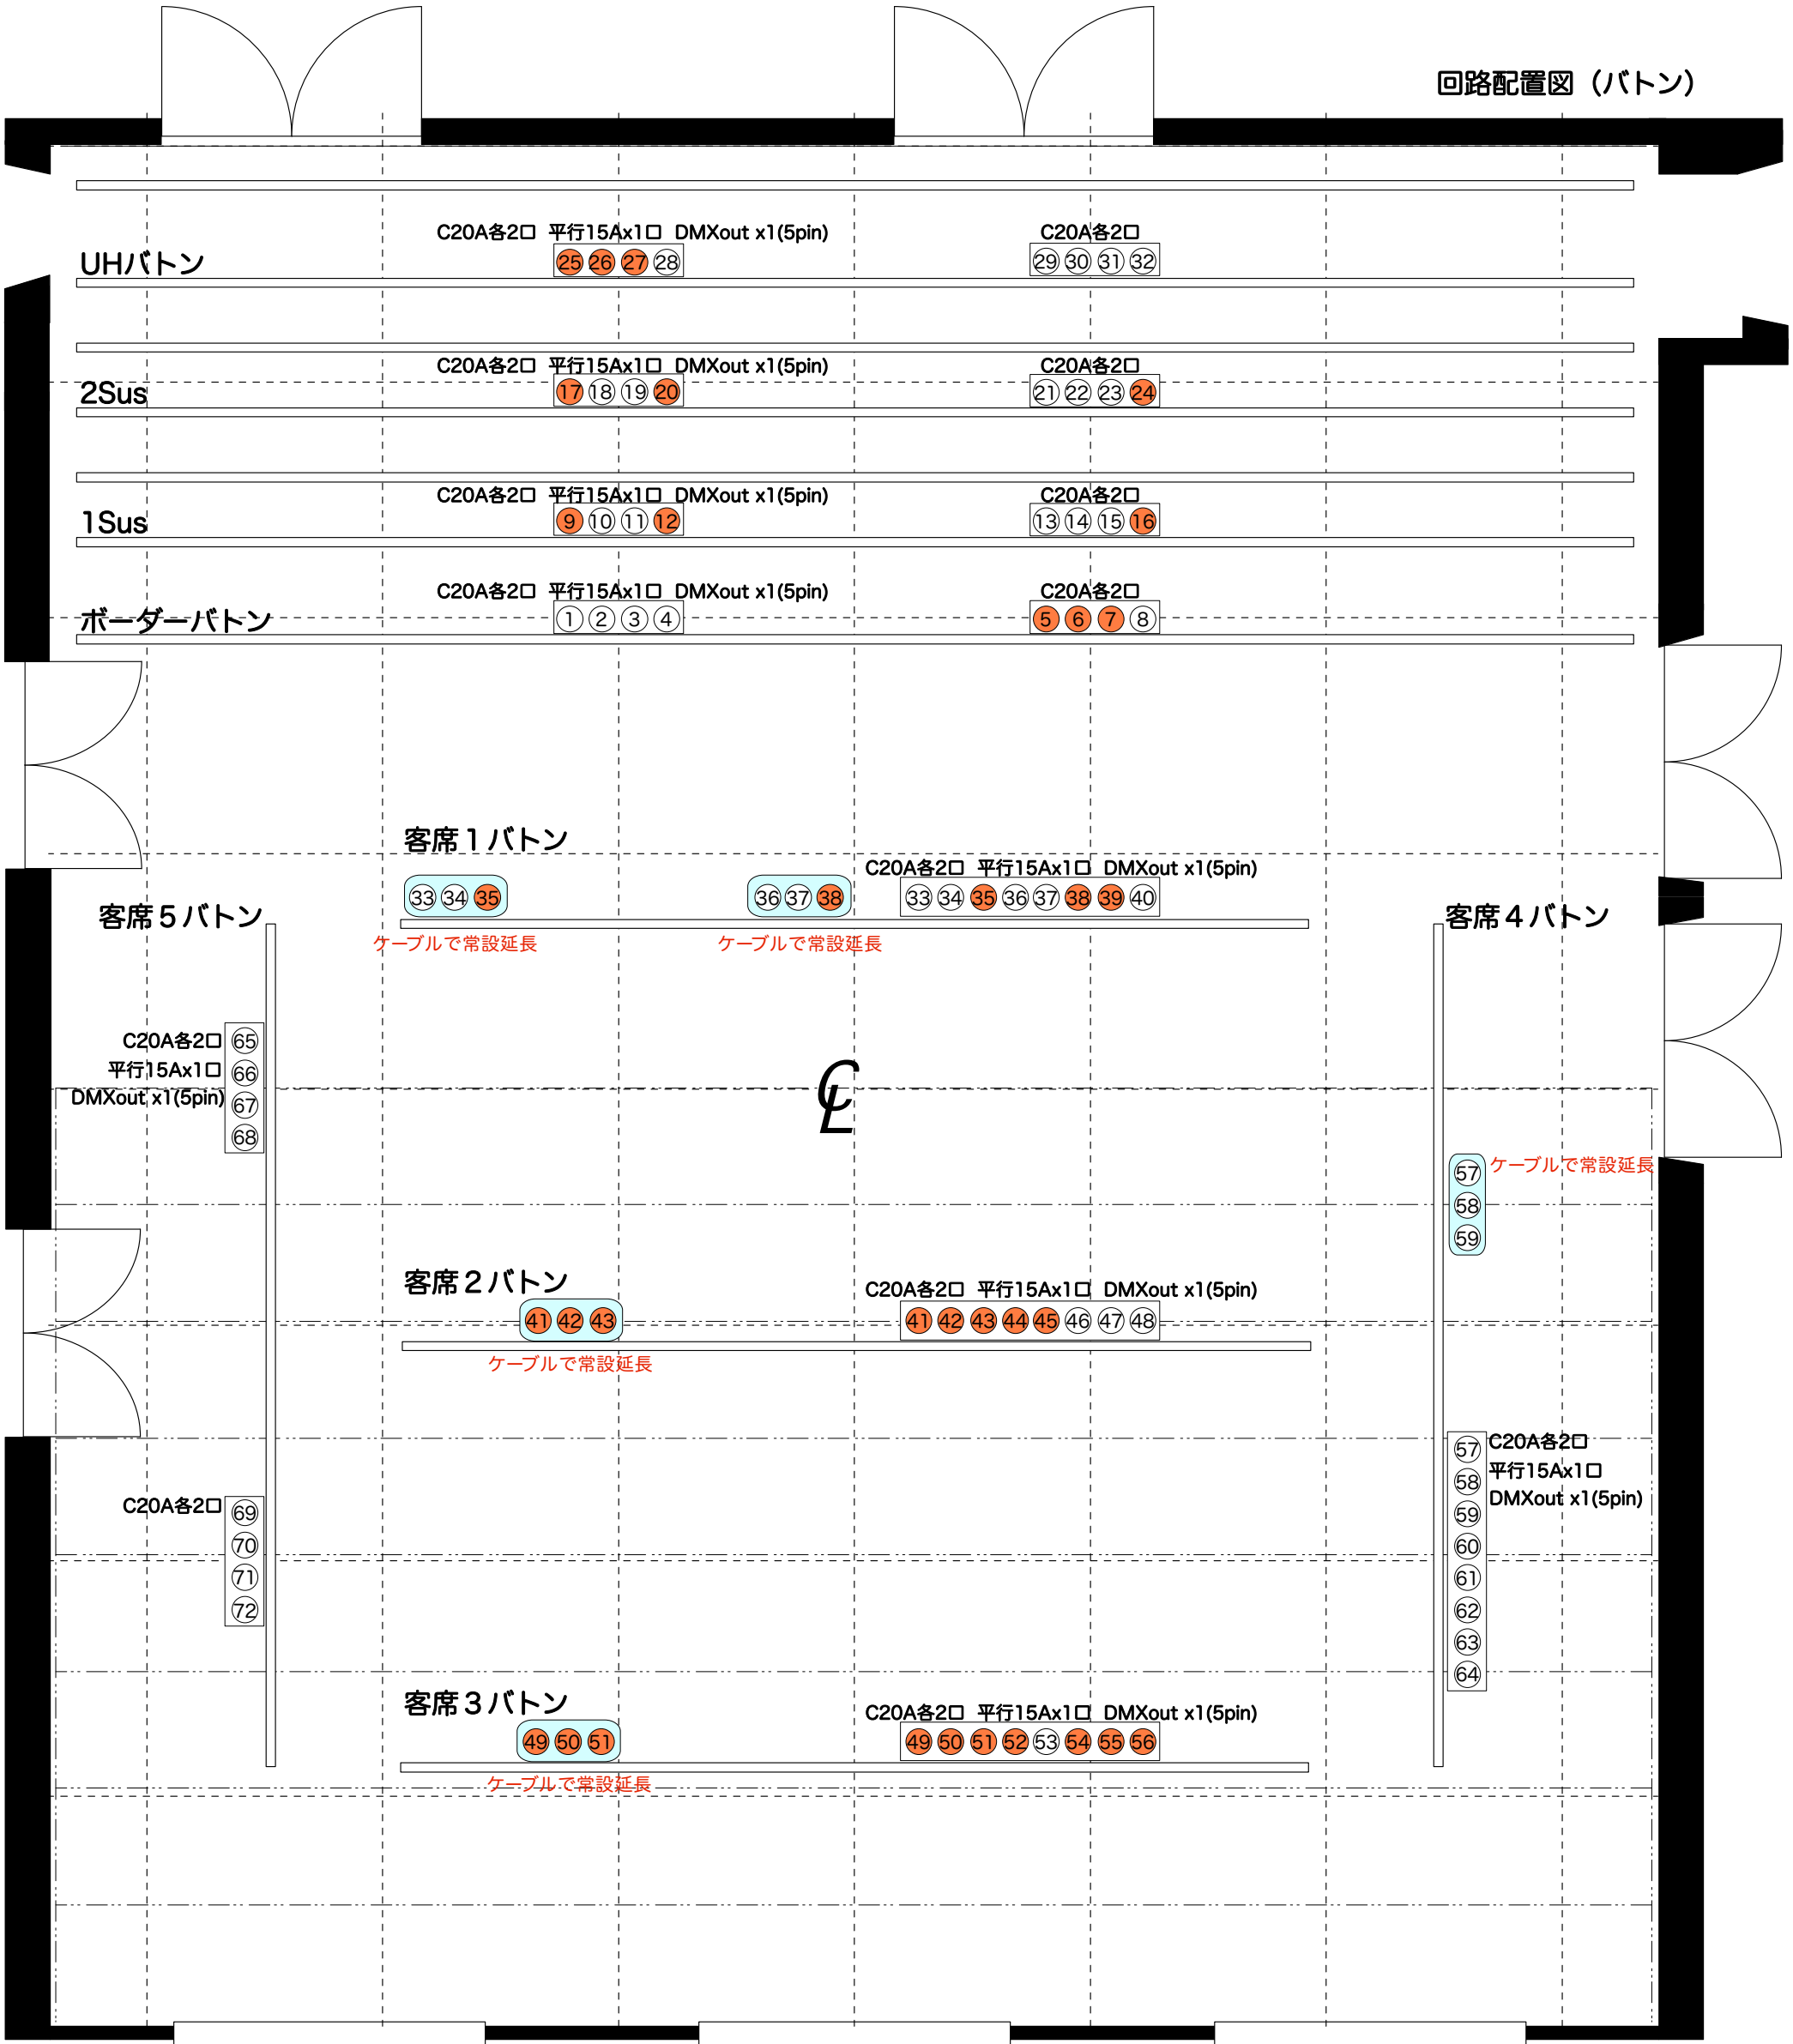 回路配置図（バトン）
C20A各2口 平行15Ax1口 DMXout x1(5pin)
C20A各2口
UHバトン
25 26 27 28
29 30 31 32
C20A各2口 平行15Ax1口 DMXout x1(5pin)
C20A各2口
2Sus
17 18 19 20
21 22 23 24
C20A各2口 平行15Ax1口 DMXout x1(5pin)
C20A各2口
1Sus
9 10 11 12
13 14 15 16
C20A各2口 平行15Ax1口 DMXout x1(5pin)
C20A各2口
ボーダーバトン
1 2 3 4
5 6 7 8
客席１バトン
C20A各2口 平行15Ax1口 DMXout x1(5pin)
33 34 35
36 37 38
33 34 35 36 37 38 39 40
客席５バトン
客席４バトン
ケーブルで常設延長
ケーブルで常設延長
C20A各2口
平行15Ax1口
DMXout x1(5pin)
65
66
67
68
CL
ケーブルで常設延長
57
58
59
客席２バトン
C20A各2口 平行15Ax1口 DMXout x1(5pin)
41 42 43
41 42 43 44 45 46 47 48
ケーブルで常設延長
C20A各2口
平行15Ax1口
DMXout x1(5pin)
57
58
59
60
61
62
63
64
C20A各2口
69
70
71
72
客席３バトン
C20A各2口 平行15Ax1口 DMXout x1(5pin)
49 50 51
49 50 51 52 53 54 55 56
ケーブルで常設延長